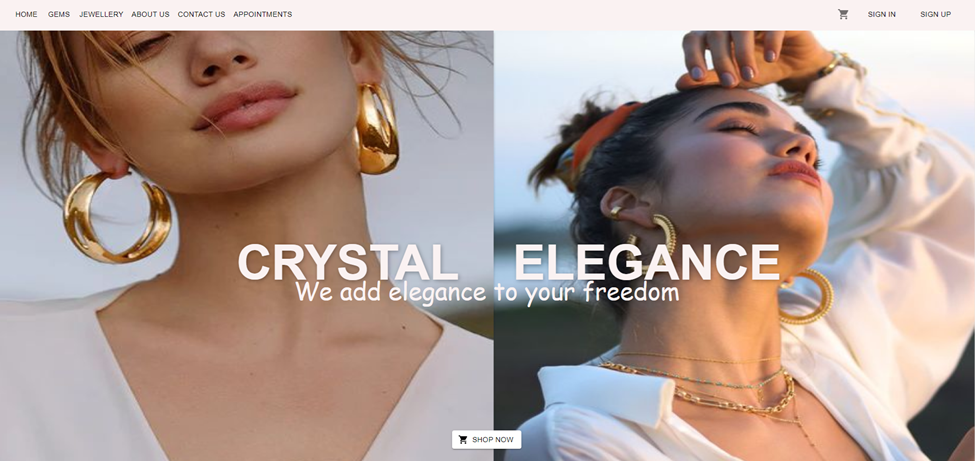 HOME GEMS JEWELLERY ABOUT US CONTACT US APPOINTMENTS SIGN IN SIGN UP
CRYSTAL ELEGANCE
We add elegance to your freedom
SHOP NOW